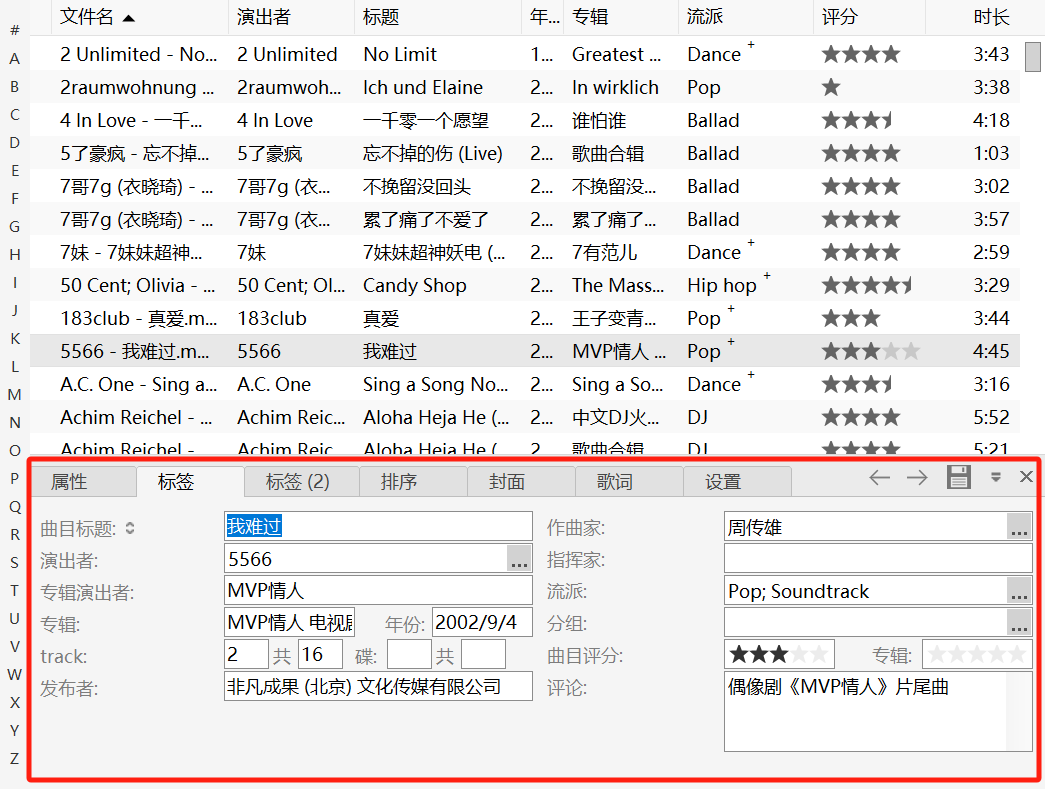 文件名 演出者 标题 年... 专辑 流派 评分 时长
#
A
B
C
D
E
F
G
H
I
J
K
L
M
N
O
P
Q
R
S
T
U
V
W
X
Y
Z
2 Unlimited - No... 2 Unlimited No Limit 1... Greatest ... Dance + 3:43
2raumwohnung ... 2raumwoh... Ich und Elaine 2... In wirklich Pop 3:38
4 In Love - 一千... 4 In Love 一千零一个愿望 2... 谁怕谁 Ballad 4:18
5了豪疯 - 忘不掉... 5了豪疯 忘不掉的伤 (Live) 2... 歌曲合辑 Ballad 1:03
7哥7g (衣晓琦) - ... 7哥7g (衣... 不挽留没回头 2... 不挽留没... Ballad 3:02
7哥7g (衣晓琦) - ... 7哥7g (衣... 累了痛了不爱了 2... 累了痛了... Ballad 3:57
7妹 - 7妹妹超神... 7妹 7妹妹超神妖电 (... 2... 7有范儿 Dance + 2:59
50 Cent; Olivia - ... 50 Cent; Ol... Candy Shop 2... The Mass... Hip hop + 3:29
183club - 真爱.m... 183club 真爱 2... 王子变青... Pop + 3:44
5566 - 我难过.m... 5566 我难过 2... MVP情人 ... Pop + 4:45
A.C. One - Sing a... A.C. One Sing a Song No... 2... Sing a So... Dance + 3:16
Achim Reichel - ... Achim Reic... Aloha Heja He (... 2... 中文DJ火... DJ 5:52
Achim Reichel - ... Achim Reic... Aloha Heja He (... 2... 歌曲合辑 DJ 5:21
属性 标签 标签 (2) 排序 封面 歌词 设置
曲目标题: 我难过 作曲家: 周传雄 ...
演出者: 5566 ... 指挥家:
专辑演出者: MVP情人 流派: Pop; Soundtrack ...
专辑: MVP情人 电视剧 年份: 2002/9/4 分组: ...
track: 2 共 16 碟: 共 曲目评分: 专辑:
发布者: 非凡成果 (北京) 文化传媒有限公司 评论: 偶像剧《MVP情人》片尾曲